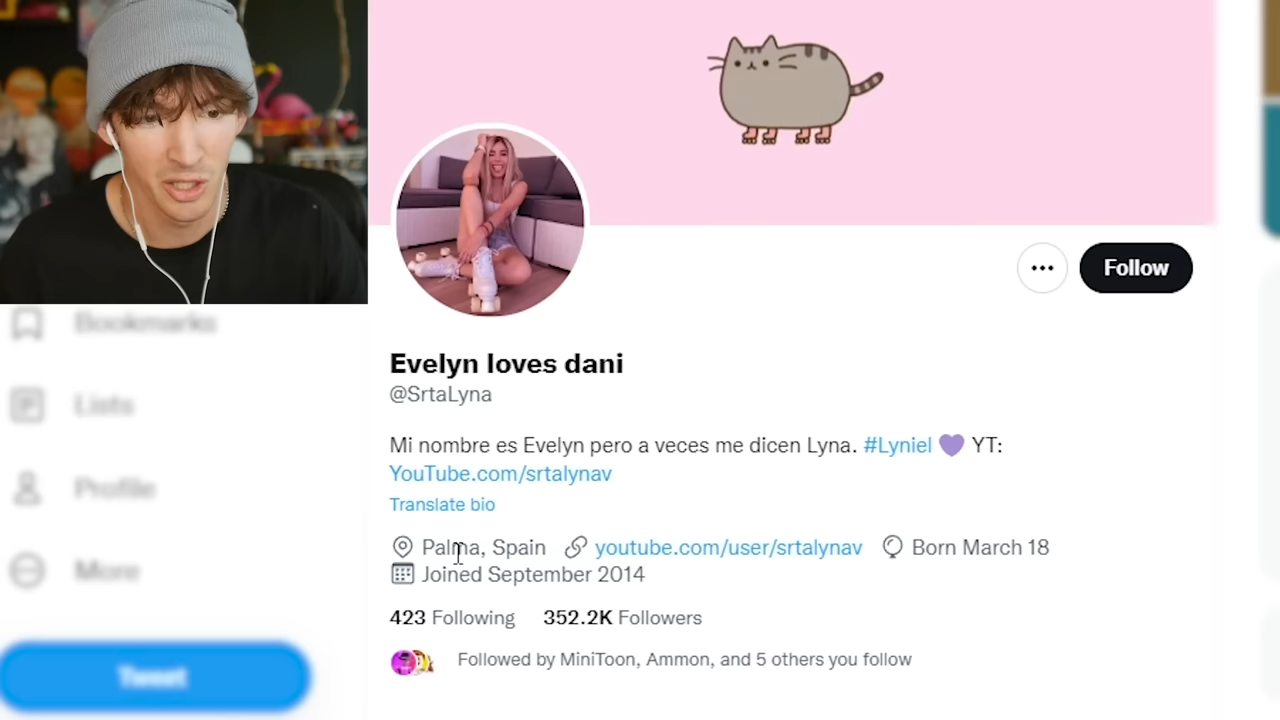 Bookmarks
Lists
Profile
More
Tweet
Follow
Evelyn loves dani
@SrtaLyna
Mi nombre es Evelyn pero a veces me dicen Lyna. #Lyniel 💜 YT:
YouTube.com/srtalynav
Translate bio
Palma, Spain youtube.com/user/srtalynav Born March 18
Joined September 2014
423 Following 352.2K Followers
Followed by MiniToon, Ammon, and 5 others you follow